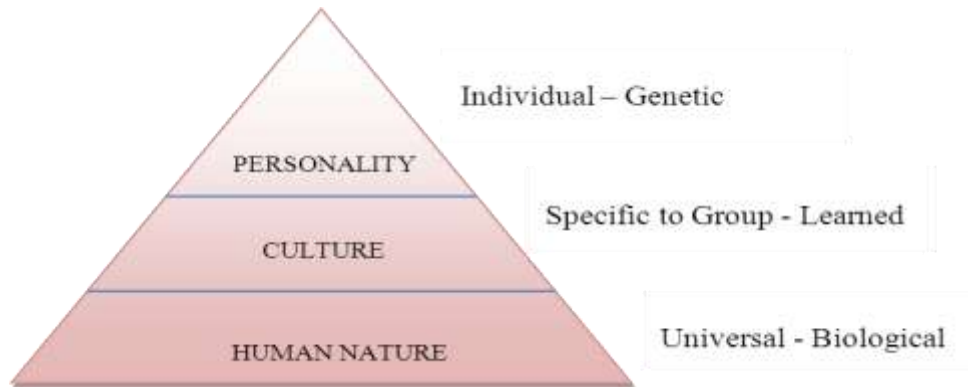 Individual – Genetic
PERSONALITY
Specific to Group - Learned
CULTURE
Universal - Biological
HUMAN NATURE